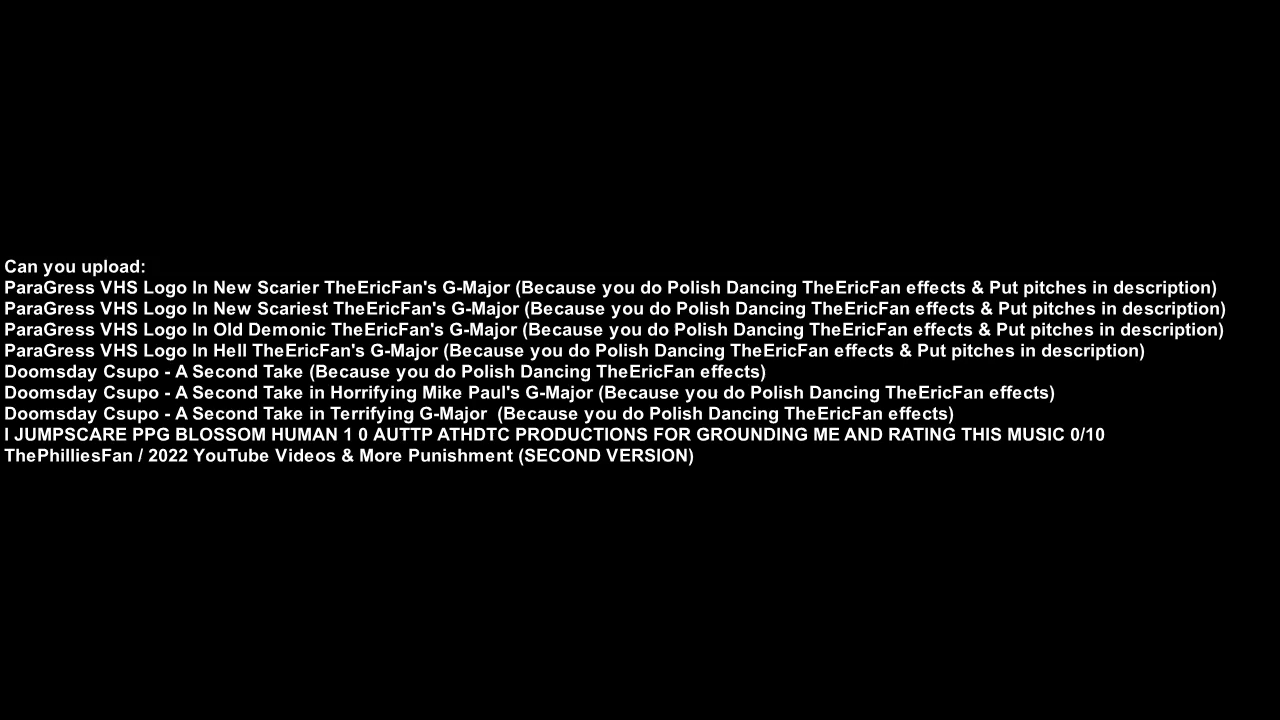 Can you upload:
ParaGress VHS Logo In New Scarier TheEricFan's G-Major (Because you do Polish Dancing TheEricFan effects & Put pitches in description)
ParaGress VHS Logo In New Scariest TheEricFan's G-Major (Because you do Polish Dancing TheEricFan effects & Put pitches in description)
ParaGress VHS Logo In Old Demonic TheEricFan's G-Major (Because you do Polish Dancing TheEricFan effects & Put pitches in description)
ParaGress VHS Logo In Hell TheEricFan's G-Major (Because you do Polish Dancing TheEricFan effects & Put pitches in description)
Doomsday Csupo - A Second Take (Because you do Polish Dancing TheEricFan effects)
Doomsday Csupo - A Second Take in Horrifying Mike Paul's G-Major (Because you do Polish Dancing TheEricFan effects)
Doomsday Csupo - A Second Take in Terrifying G-Major  (Because you do Polish Dancing TheEricFan effects)
I JUMPSCARE PPG BLOSSOM HUMAN 1 0 AUTTP ATHDTC PRODUCTIONS FOR GROUNDING ME AND RATING THIS MUSIC 0/10
ThePhilliesFan / 2022 YouTube Videos & More Punishment (SECOND VERSION)